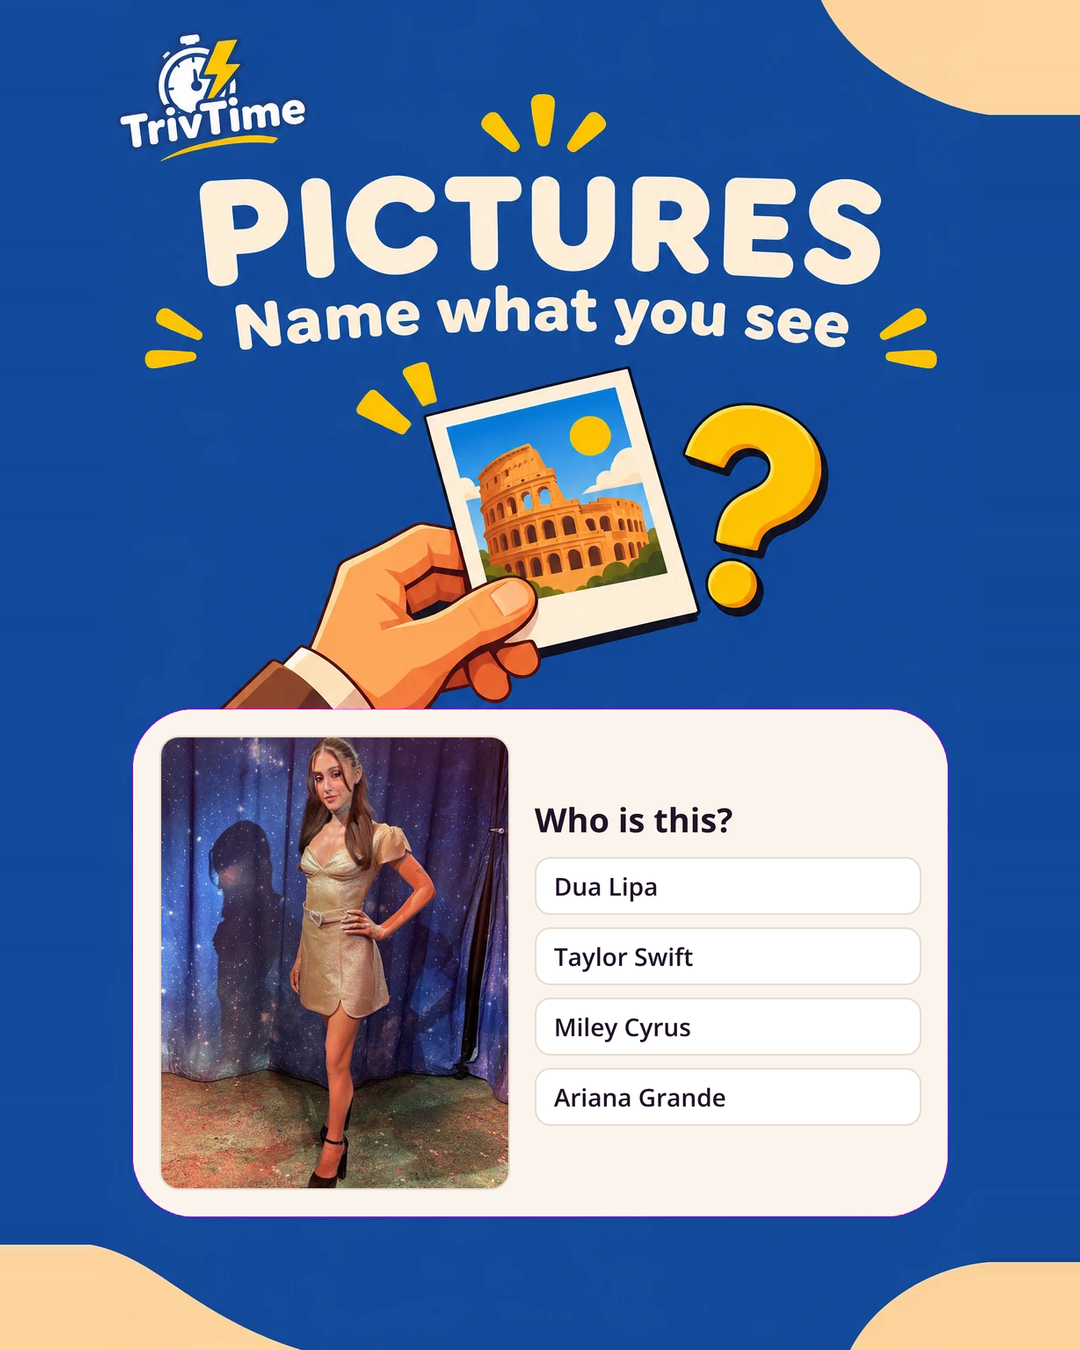 TrivTime
PICTURES
Name what you see
Who is this?
Dua Lipa
Taylor Swift
Miley Cyrus
Ariana Grande